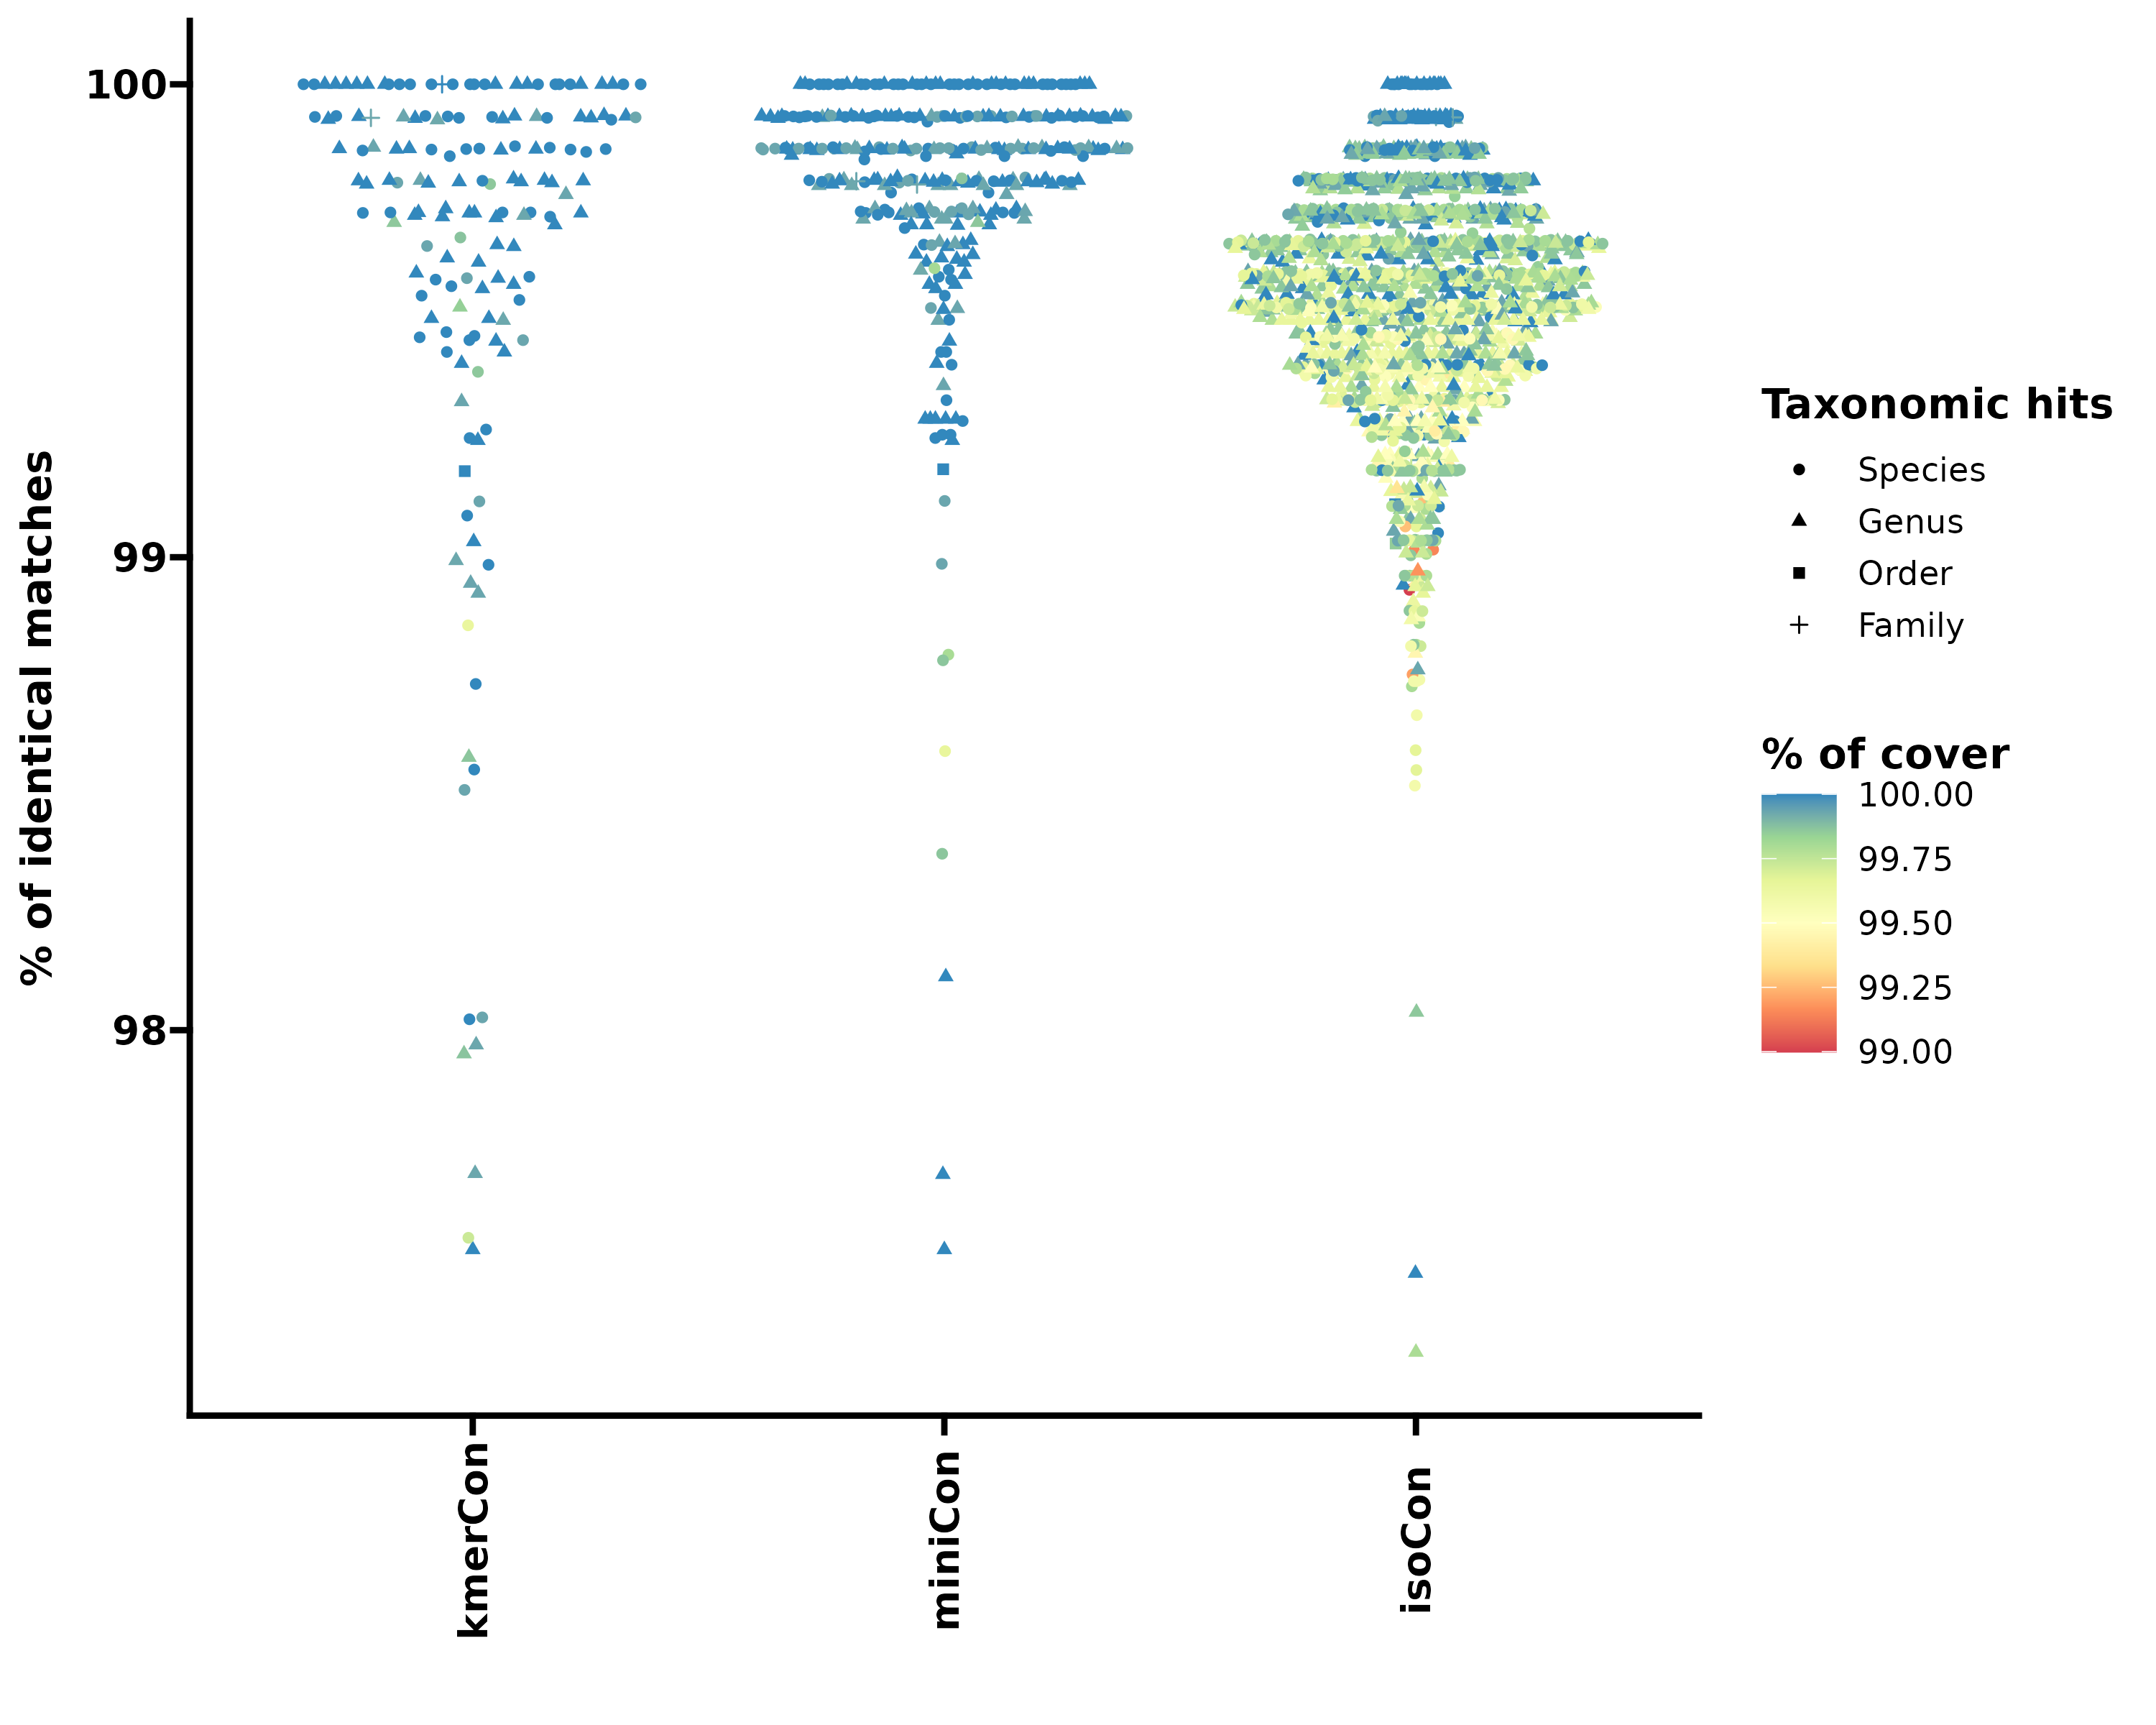 % of identical matches
100
99
98
kmerCon
miniCon
isoCon
Taxonomic hits
Species
Genus
Order
Family
% of cover
100.00
99.75
99.50
99.25
99.00